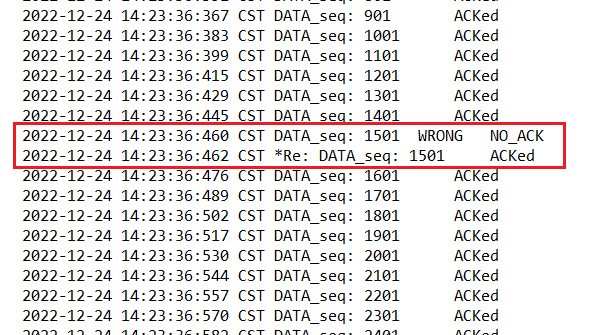 2022-12-24 14:23:36:367 CST DATA_seq: 901 ACKed
2022-12-24 14:23:36:383 CST DATA_seq: 1001 ACKed
2022-12-24 14:23:36:399 CST DATA_seq: 1101 ACKed
2022-12-24 14:23:36:415 CST DATA_seq: 1201 ACKed
2022-12-24 14:23:36:429 CST DATA_seq: 1301 ACKed
2022-12-24 14:23:36:445 CST DATA_seq: 1401 ACKed
2022-12-24 14:23:36:460 CST DATA_seq: 1501 WRONG NO_ACK
2022-12-24 14:23:36:462 CST *Re: DATA_seq: 1501 ACKed
2022-12-24 14:23:36:476 CST DATA_seq: 1601 ACKed
2022-12-24 14:23:36:489 CST DATA_seq: 1701 ACKed
2022-12-24 14:23:36:502 CST DATA_seq: 1801 ACKed
2022-12-24 14:23:36:517 CST DATA_seq: 1901 ACKed
2022-12-24 14:23:36:530 CST DATA_seq: 2001 ACKed
2022-12-24 14:23:36:544 CST DATA_seq: 2101 ACKed
2022-12-24 14:23:36:557 CST DATA_seq: 2201 ACKed
2022-12-24 14:23:36:570 CST DATA_seq: 2301 ACKed
2022-12-24 14:23:36:582 CST DATA_seq: 2401 ACKed